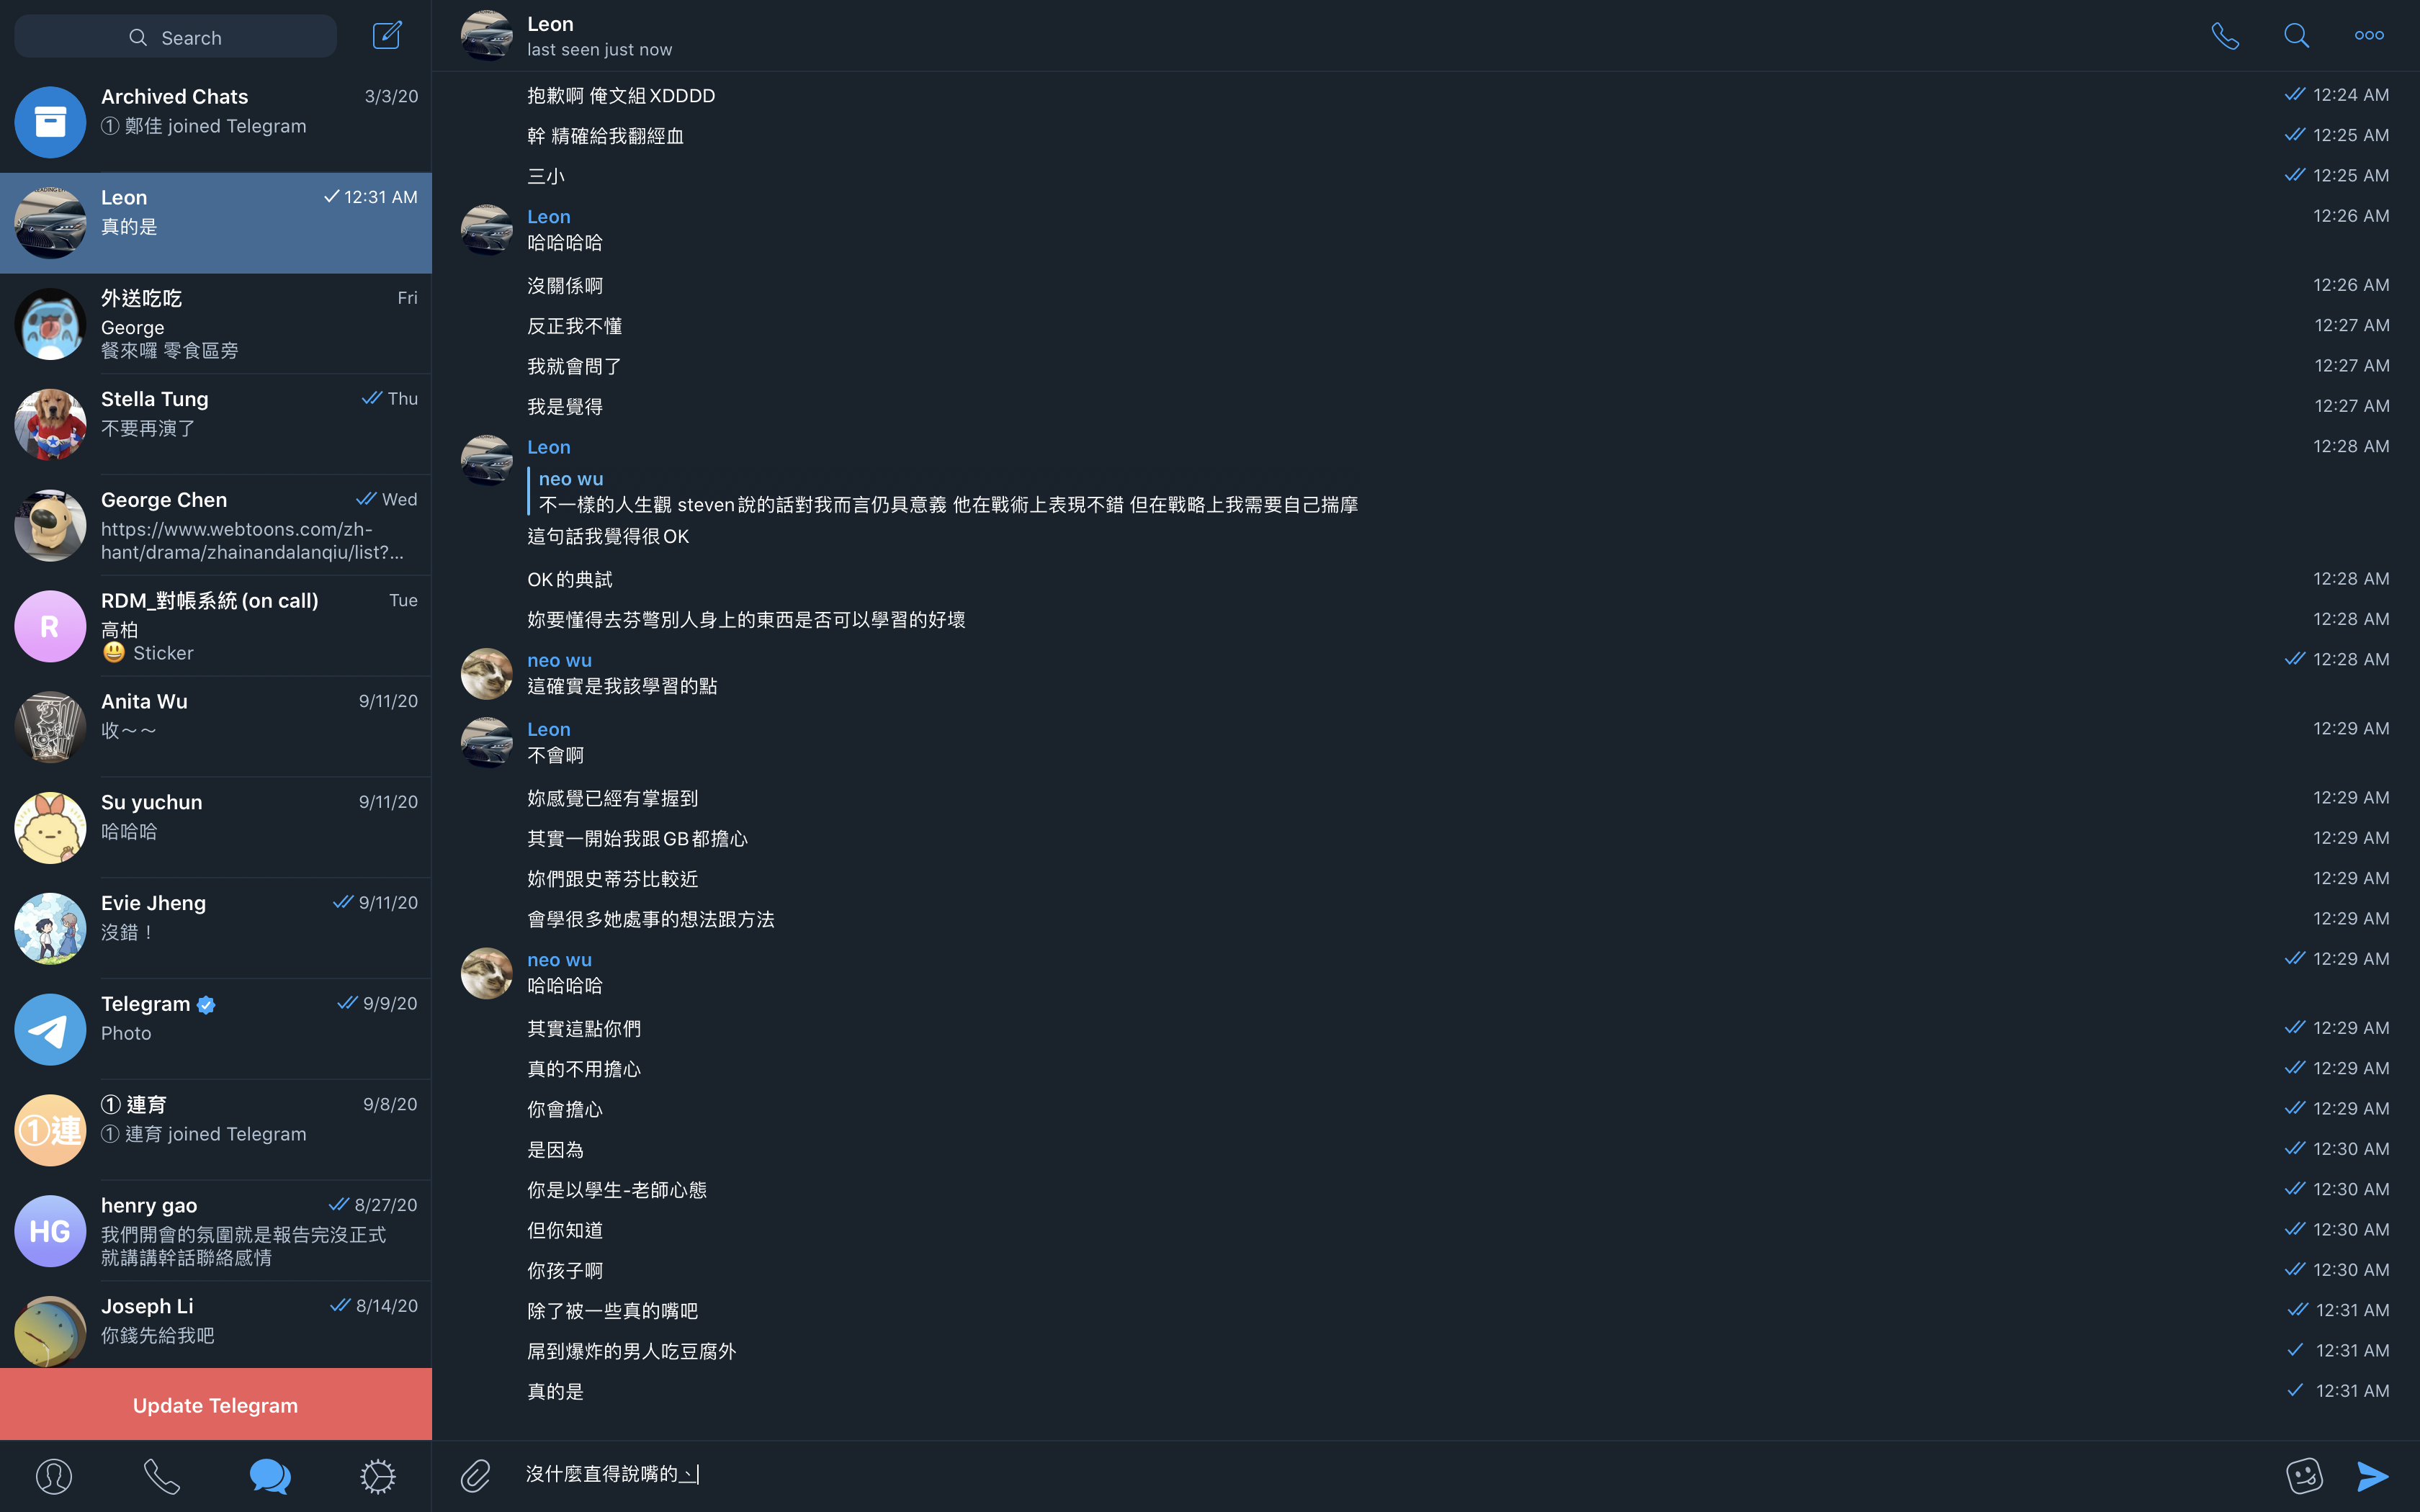 Search
Archived Chats 3/3/20
① 鄭佳 joined Telegram
Leon 12:31 AM
真的是
外送吃吃 Fri
George
餐來囉 零食區旁
Stella Tung Thu
不要再演了
George Chen Wed
https://www.webtoons.com/zh-
hant/drama/zhainandalanqiu/list?...
R
RDM_對帳系統(on call) Tue
高柏
😃 Sticker
Anita Wu 9/11/20
收～～
Su yuchun 9/11/20
哈哈哈
Evie Jheng 9/11/20
沒錯！
Telegram 9/9/20
Photo
①連
① 連育 9/8/20
① 連育 joined Telegram
HG
henry gao 8/27/20
我們開會的氛圍就是報告完沒正式
就講講幹話聯絡感情
Joseph Li 8/14/20
你錢先給我吧
Update Telegram
Leon
last seen just now
抱歉啊 俺文組XDDDD 12:24 AM
幹 精確給我翻經血 12:25 AM
三小 12:25 AM
Leon 12:26 AM
哈哈哈哈
沒關係啊 12:26 AM
反正我不懂 12:27 AM
我就會問了 12:27 AM
我是覺得 12:27 AM
Leon 12:28 AM
neo wu
不一樣的人生觀 steven說的話對我而言仍具意義 他在戰術上表現不錯 但在戰略上我需要自己揣摩
這句話我覺得很OK
OK的典試 12:28 AM
妳要懂得去芬彆別人身上的東西是否可以學習的好壞 12:28 AM
neo wu 12:28 AM
這確實是我該學習的點
Leon 12:29 AM
不會啊
妳感覺已經有掌握到 12:29 AM
其實一開始我跟GB都擔心 12:29 AM
妳們跟史蒂芬比較近 12:29 AM
會學很多她處事的想法跟方法 12:29 AM
neo wu 12:29 AM
哈哈哈哈
其實這點你們 12:29 AM
真的不用擔心 12:29 AM
你會擔心 12:29 AM
是因為 12:30 AM
你是以學生-老師心態 12:30 AM
但你知道 12:30 AM
你孩子啊 12:30 AM
除了被一些真的嘴吧 12:31 AM
屌到爆炸的男人吃豆腐外 12:31 AM
真的是 12:31 AM
沒什麼直得說嘴的、